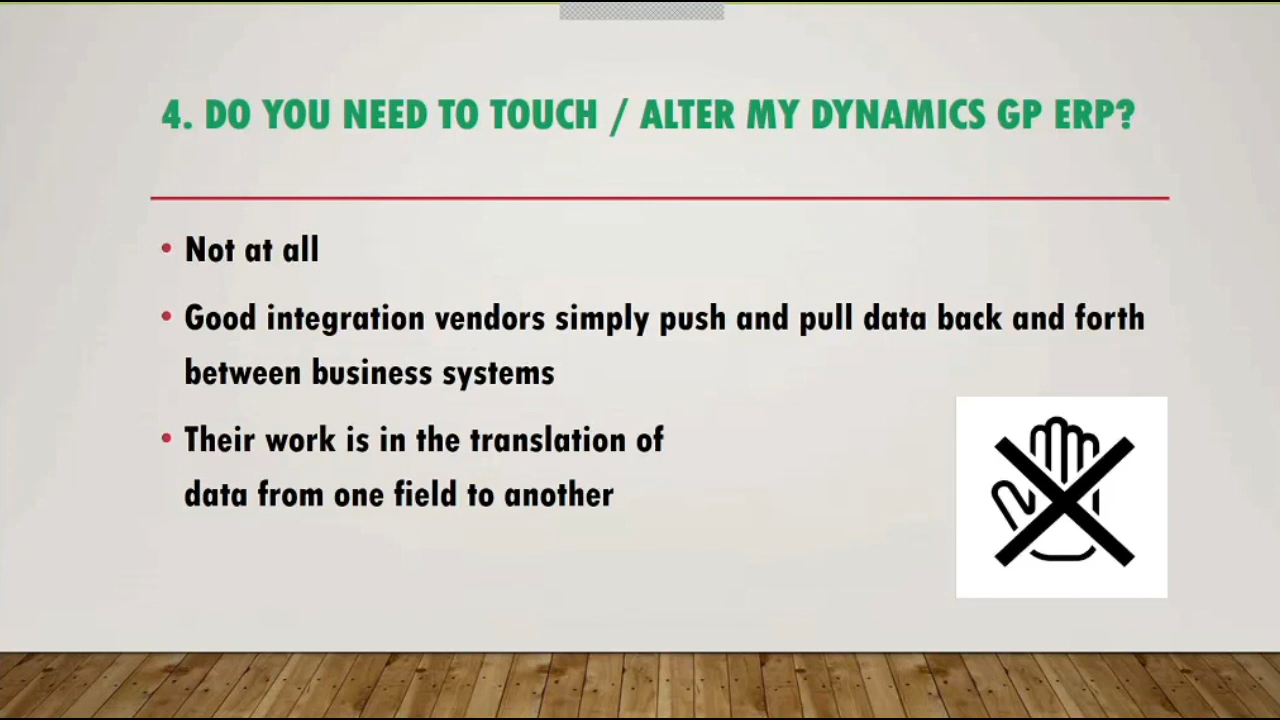 4. DO YOU NEED TO TOUCH / ALTER MY DYNAMICS GP ERP?
• Not at all
• Good integration vendors simply push and pull data back and forth
between business systems
• Their work is in the translation of
data from one field to another